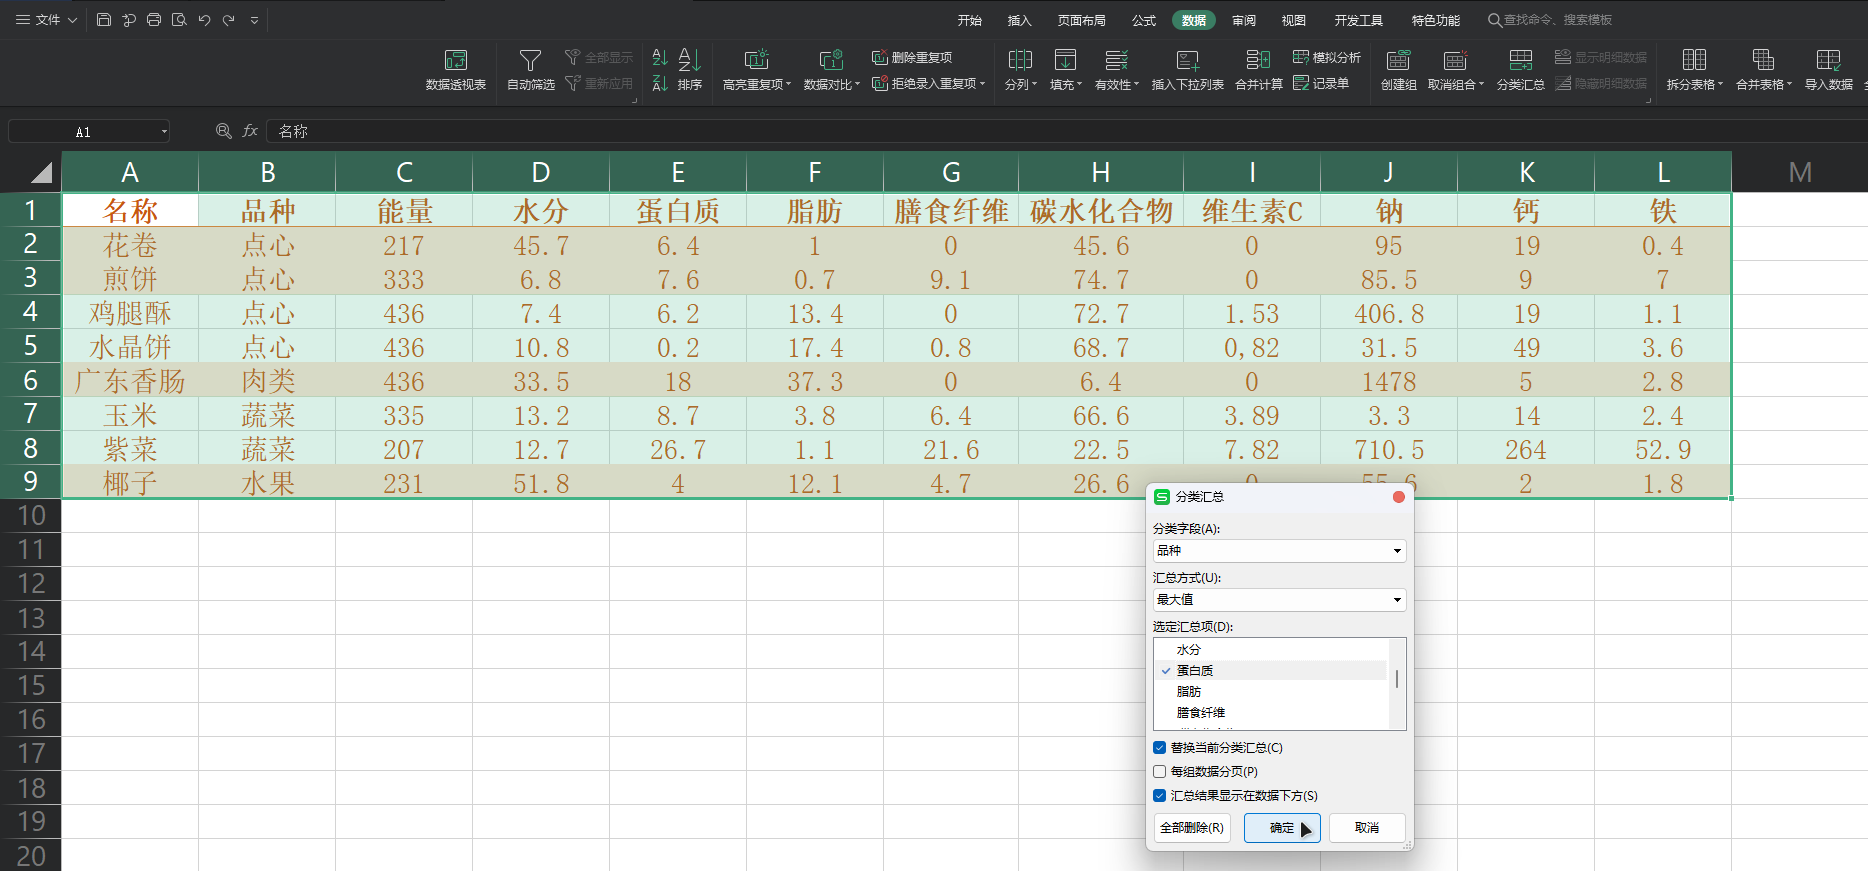 文件
开始 插入 页面布局 公式 数据 审阅 视图 开发工具 特色功能 查找命令、搜索模板
数据透视表 自动筛选 全部显示 重新应用 排序 高亮重复项 数据对比 删除重复项 拒绝录入重复项 分列 填充 有效性 插入下拉列表 合并计算 模拟分析 记录单 创建组 取消组合 分类汇总 显示明细数据 隐藏明细数据 拆分表格 合并表格 导入数据
A1 fx 名称
A B C D E F G H I J K L M
1 名称 品种 能量 水分 蛋白质 脂肪 膳食纤维 碳水化合物 维生素C 钠 钙 铁
2 花卷 点心 217 45.7 6.4 1 0 45.6 0 95 19 0.4
3 煎饼 点心 333 6.8 7.6 0.7 9.1 74.7 0 85.5 9 7
4 鸡腿酥 点心 436 7.4 6.2 13.4 0 72.7 1.53 406.8 19 1.1
5 水晶饼 点心 436 10.8 0.2 17.4 0.8 68.7 0,82 31.5 49 3.6
6 广东香肠 肉类 436 33.5 18 37.3 0 6.4 0 1478 5 2.8
7 玉米 蔬菜 335 13.2 8.7 3.8 6.4 66.6 3.89 3.3 14 2.4
8 紫菜 蔬菜 207 12.7 26.7 1.1 21.6 22.5 7.82 710.5 264 52.9
9 椰子 水果 231 51.8 4 12.1 4.7 26.6 0 55.6 2 1.8
10
11
12
13
14
15
16
17
18
19
20
分类汇总
分类字段(A):
品种
汇总方式(U):
最大值
选定汇总项(D):
水分
蛋白质
脂肪
膳食纤维
替换当前分类汇总(C)
每组数据分页(P)
汇总结果显示在数据下方(S)
全部删除(R) 确定 取消